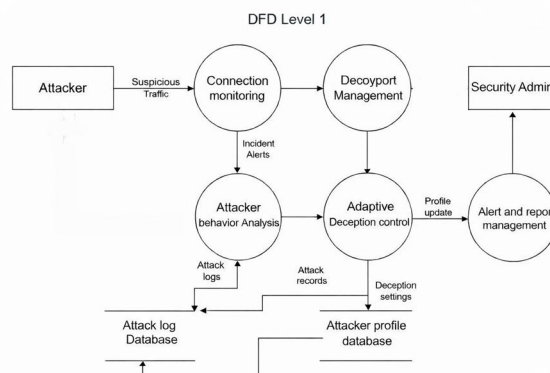 DFD Level 1
Attacker
Suspicious
Traffic
Connection
monitoring
Decoyport
Management
Security Admin
Incident
Alerts
Attacker
behavior Analysis
Adaptive
Deception control
Profile
update
Alert and repor
management
Attack
logs
Attack
records
Deception
settings
Attack log
Database
Attacker profile
database